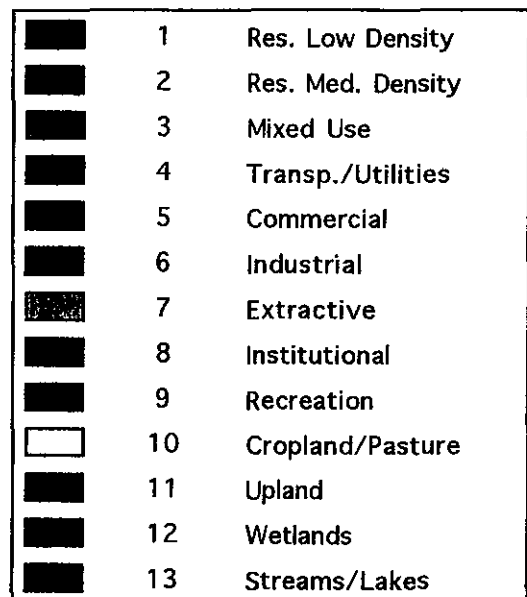 1 Res. Low Density
2 Res. Med. Density
3 Mixed Use
4 Transp./Utilities
5 Commercial
6 Industrial
7 Extractive
8 Institutional
9 Recreation
10 Cropland/Pasture
11 Upland
12 Wetlands
13 Streams/Lakes